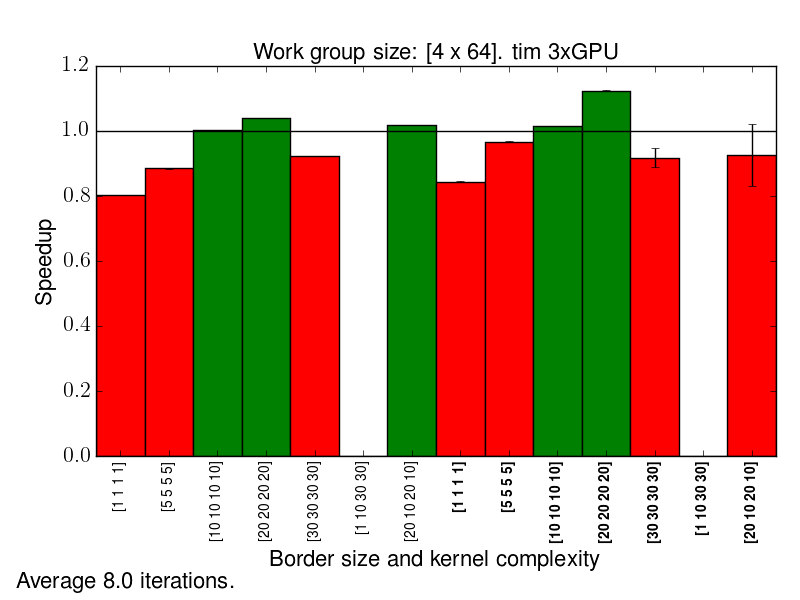 Work group size: [4 x 64]. tim 3xGPU
1.2
1.0
0.8
0.6
0.4
0.2
0.0
Speedup
[1 1 1 1]
[5 5 5 5]
[10 10 10 10]
[20 20 20 20]
[30 30 30 30]
[1 10 30 30]
[20 10 20 10]
[1 1 1 1]
[5 5 5 5]
[10 10 10 10]
[20 20 20 20]
[30 30 30 30]
[1 10 30 30]
[20 10 20 10]
Border size and kernel complexity
Average 8.0 iterations.